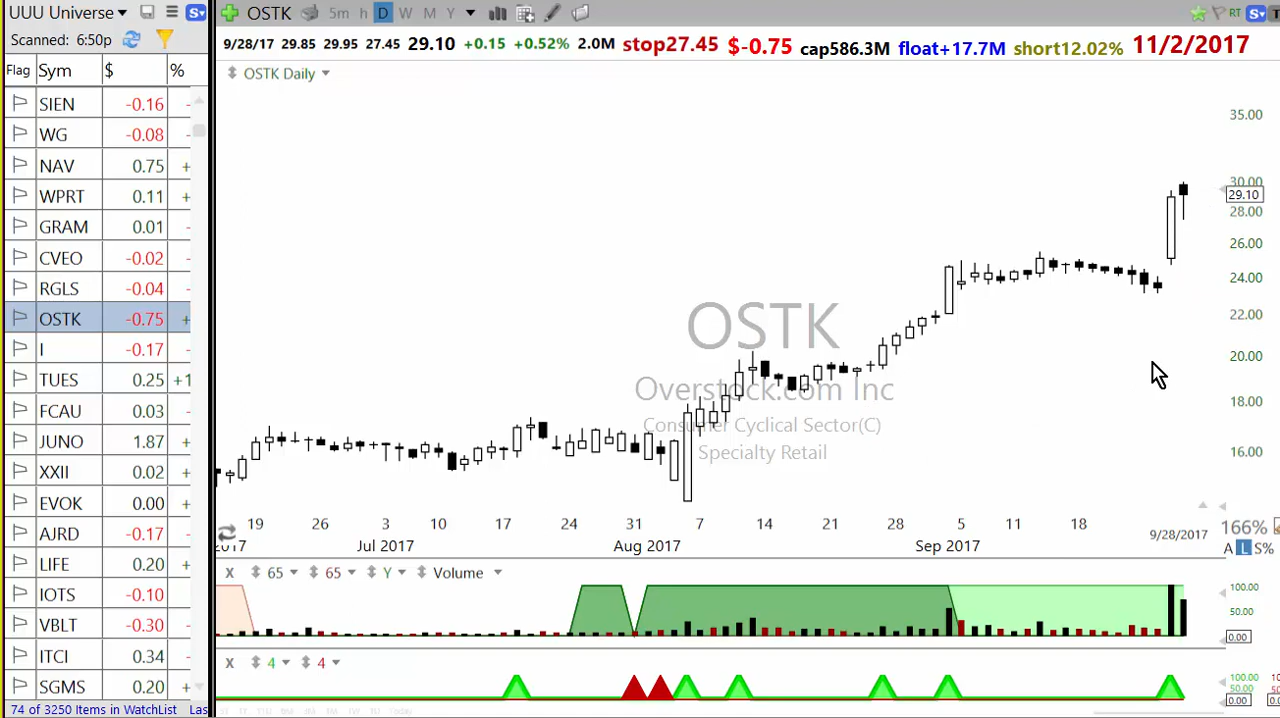 UUU Universe
Scanned: 6:50p
Flag Sym $ %
SIEN -0.16 -
WG -0.08 -
NAV 0.75 +
WPRT 0.11 +
GRAM 0.01 -
CVEO -0.02 -
RGLS -0.04 -
OSTK -0.75 +
I -0.17 -
TUES 0.25 +1
FCAU 0.03 -
JUNO 1.87 +
XXII 0.02 +
EVOK 0.00 +
AIRD -0.17 -
LIFE 0.20 +
IOTS -0.10 -
VBLT -0.30 -
ITCI 0.34 -
SGMS 0.20 +
74 of 3250 Items in WatchList Las
OSTK 5m h D W M Y RT
9/28/17 29.85 29.95 27.45 29.10 +0.15 +0.52% 2.0M stop27.45 $-0.75 cap586.3M float+17.7M short12.02% 11/2/2017
OSTK Daily
35.00
30.00
29.10
28.00
26.00
24.00
22.00
20.00
18.00
16.00
OSTK
Overstock.com Inc
Consumer Cyclical Sector(C)
Specialty Retail
19 26 3 10 17 24 31 7 14 21 28 5 11 18
2017 Jul 2017 Aug 2017 Sep 2017 9/28/2017
166%
A L S%
X 65 65 Y Volume
100.00
50.00
0.00
X 4 4
100.00
50.00
0.00